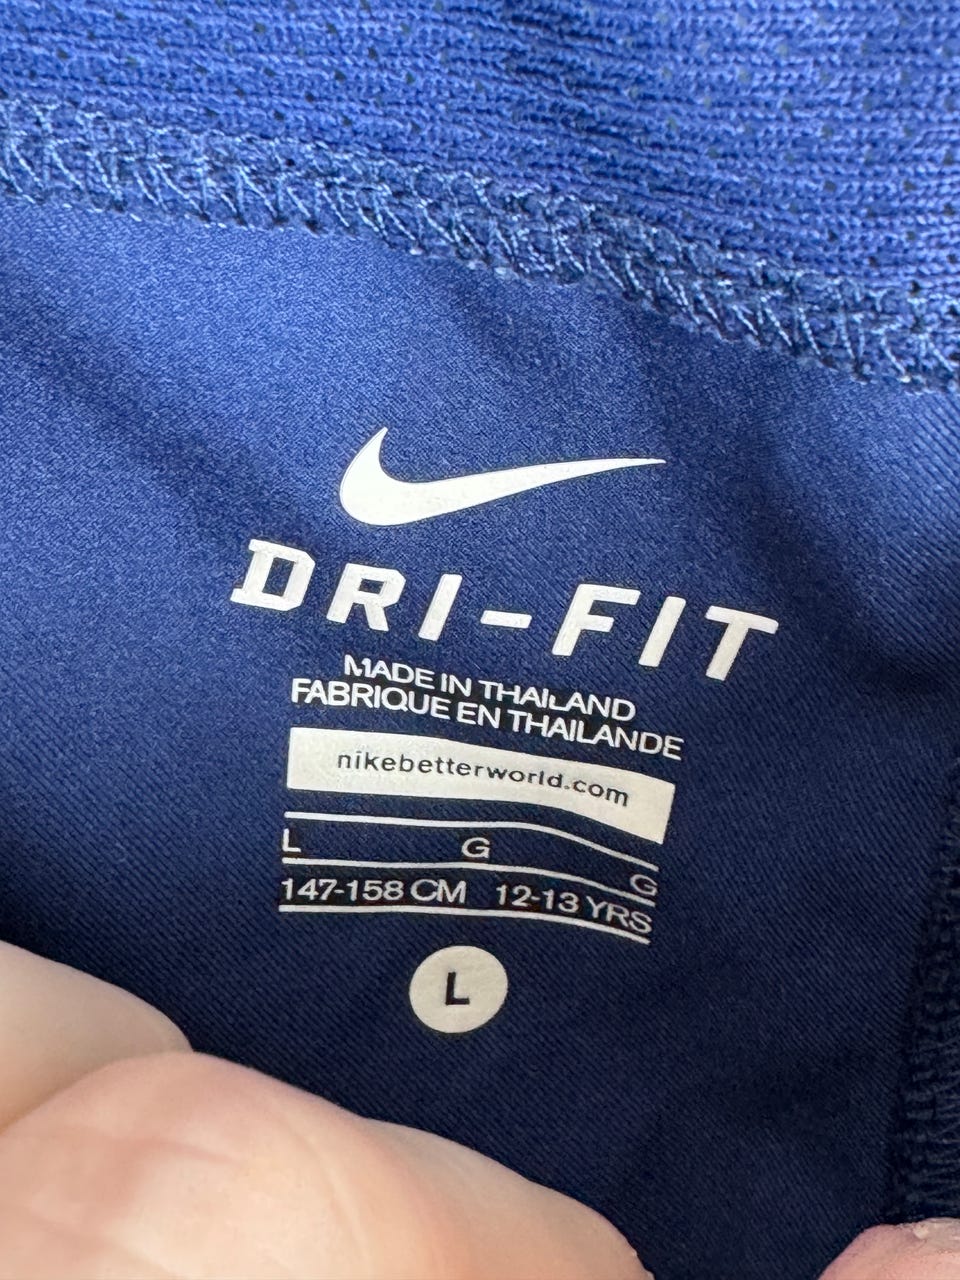 DRI-FIT
MADE IN THAILAND
FABRIQUE EN THAILANDE
nikebetterworld.com
L G G
147-158 CM 12-13 YRS
L